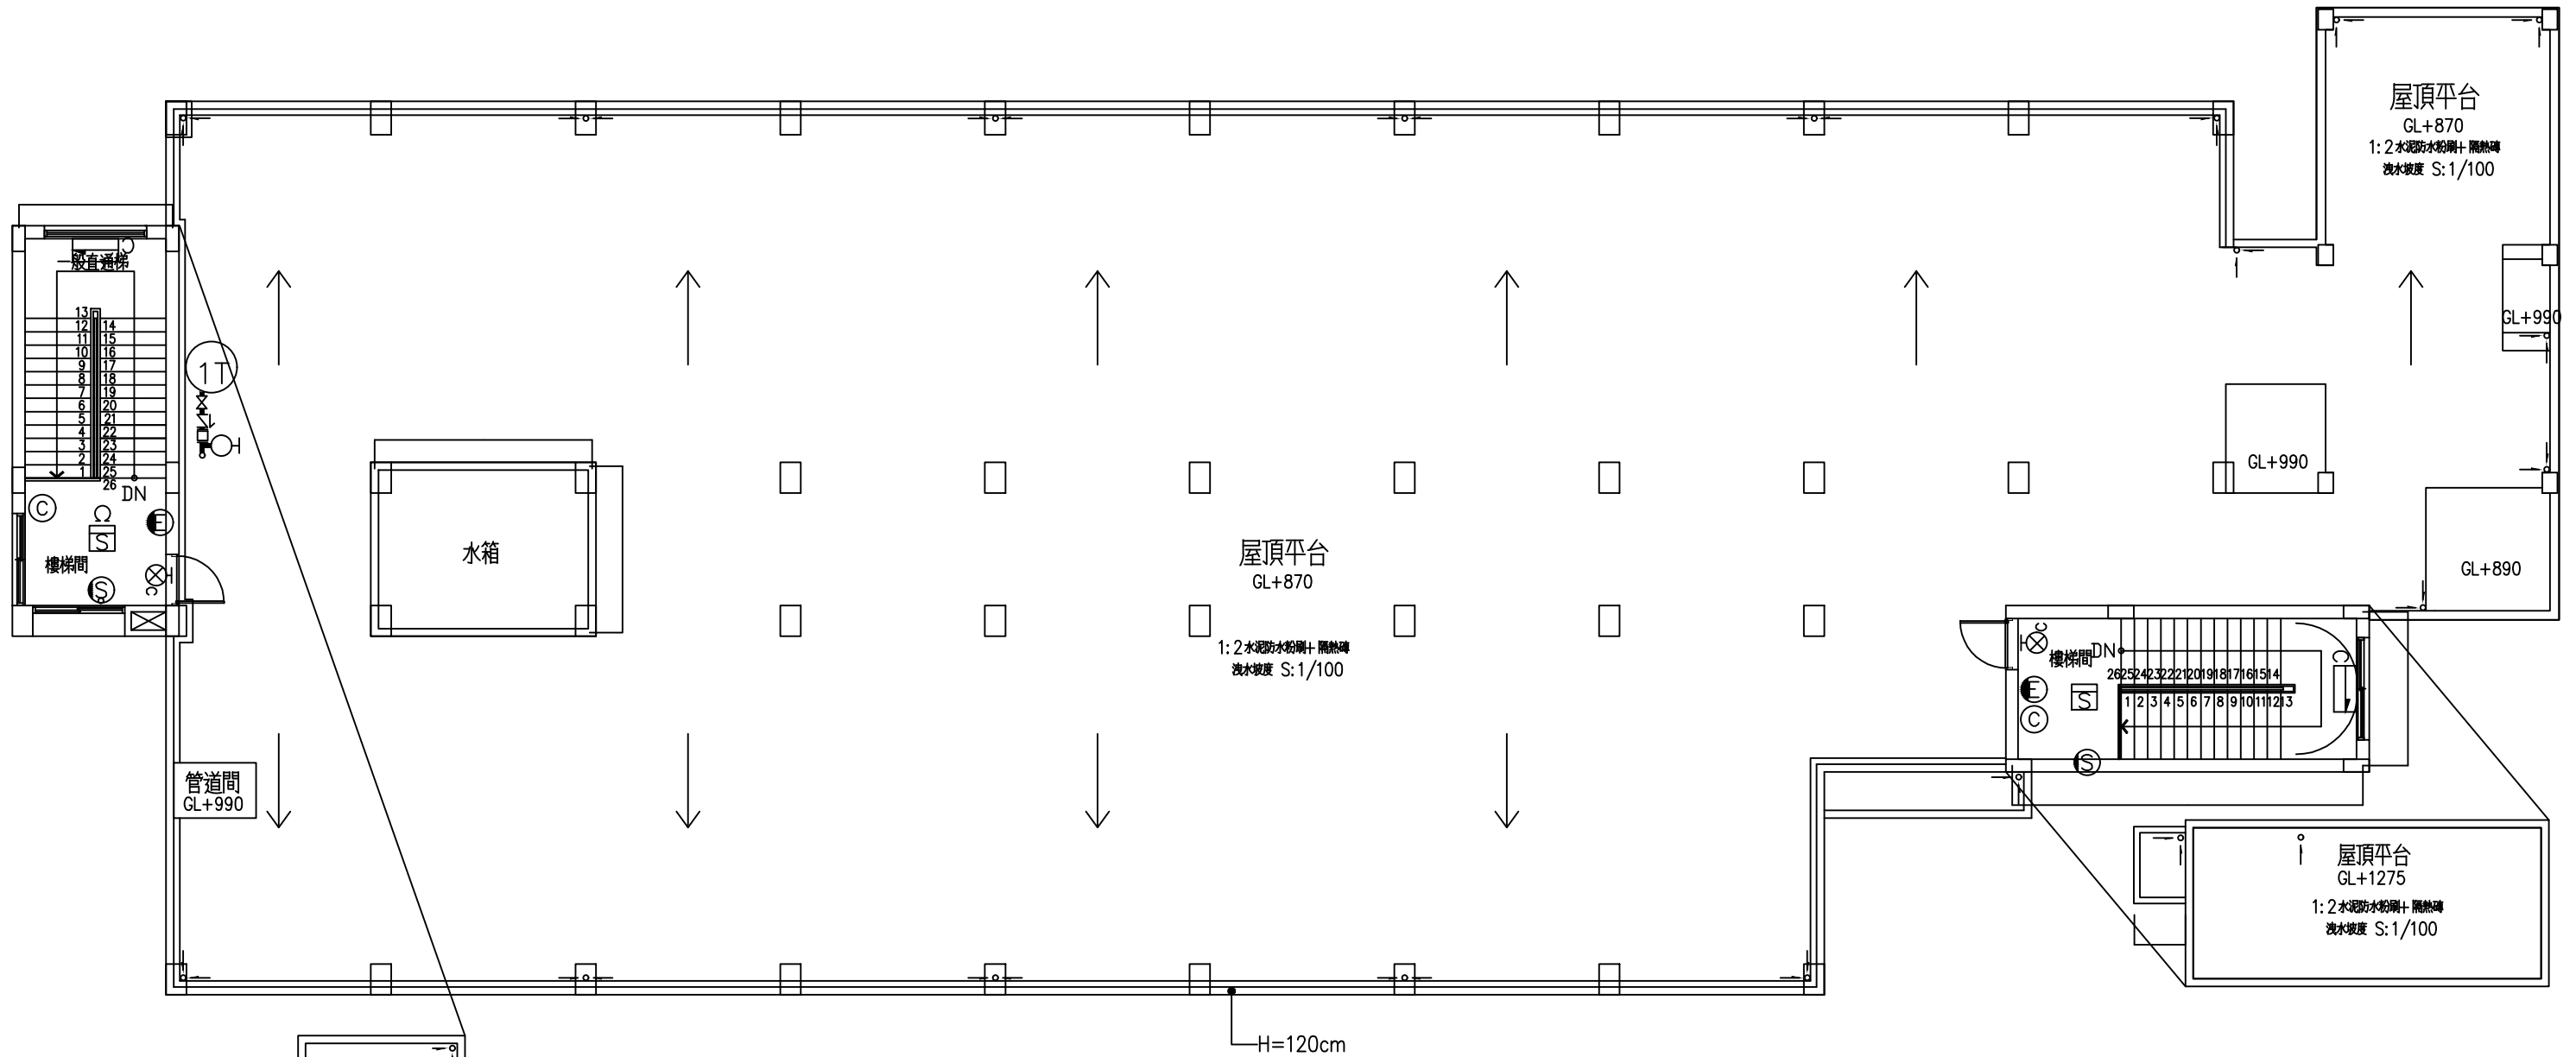 屋頂平台
GL+870
1:2水泥防水粉刷+隔熱磚
洩水坡度 S:1/100
C
一般直通梯
13
12 14
11 15
10 16
9 17
8 18
7 19
6 20
5 21
4 22
3 23
2 24
1 25
26
DN
1T
GL+990
GL+990
C
E
S
樓梯間
S
C
水箱
屋頂平台
GL+870
1:2水泥防水粉刷+隔熱磚
洩水坡度 S:1/100
GL+890
C
樓梯間
DN
C
26 25 24 23 22 21 20 19 18 17 16 15 14
E
S
1 2 3 4 5 6 7 8 9 10 11 12 13
C
S
管道間
GL+990
屋頂平台
GL+1275
1:2水泥防水粉刷+隔熱磚
洩水坡度 S:1/100
H=120cm